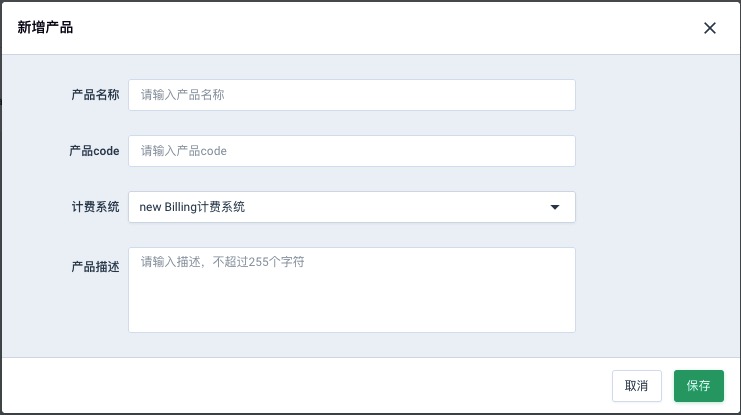 新增产品
产品名称 请输入产品名称
产品code 请输入产品code
计费系统 new Billing计费系统
产品描述 请输入描述，不超过255个字符
取消 保存